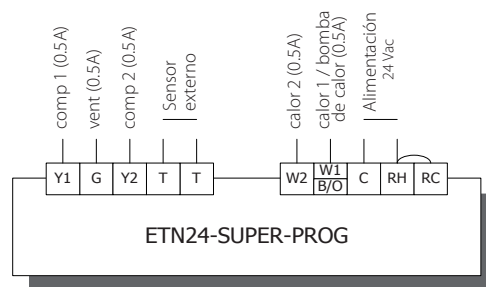 comp 1 (0.5A)
vent (0.5A)
comp 2 (0.5A)
Sensor
externo
calor 2 (0.5A)
calor 1 / bomba
de calor (0.5A)
Alimentación
24 Vac
Y1 G Y2 T T W2 W1 B/O C RH RC
ETN24-SUPER-PROG